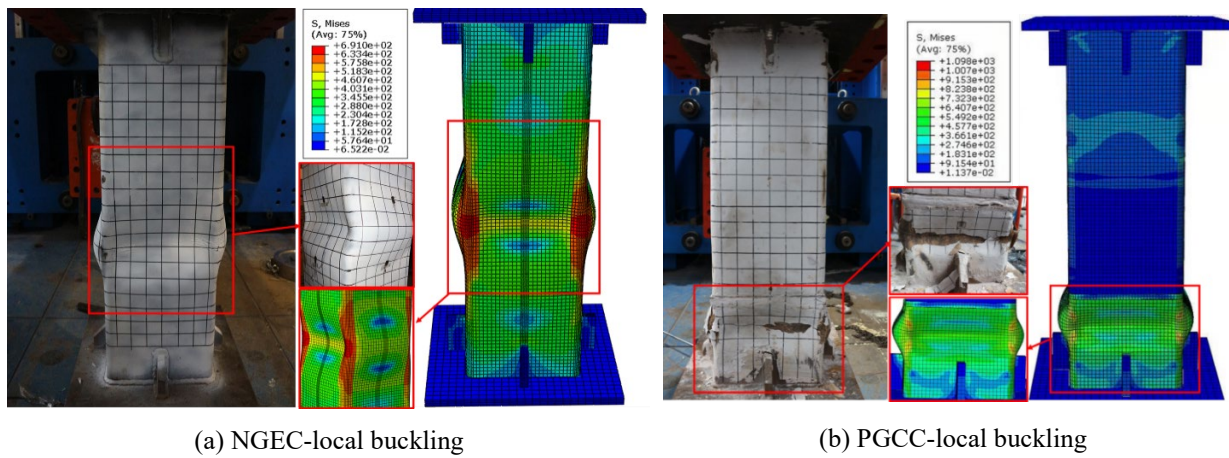 S, Mises
(Avg: 75%)
+6.910e+02
+6.334e+02
+5.758e+02
+5.183e+02
+4.607e+02
+4.031e+02
+3.455e+02
+2.880e+02
+2.304e+02
+1.728e+02
+1.152e+02
+5.764e+01
+6.522e-02
S, Mises
(Avg: 75%)
+1.098e+03
+1.007e+03
+9.153e+02
+8.238e+02
+7.323e+02
+6.407e+02
+5.492e+02
+4.577e+02
+3.661e+02
+2.746e+02
+1.831e+02
+9.154e+01
+1.137e-02
(a) NGEC-local buckling
(b) PGCC-local buckling